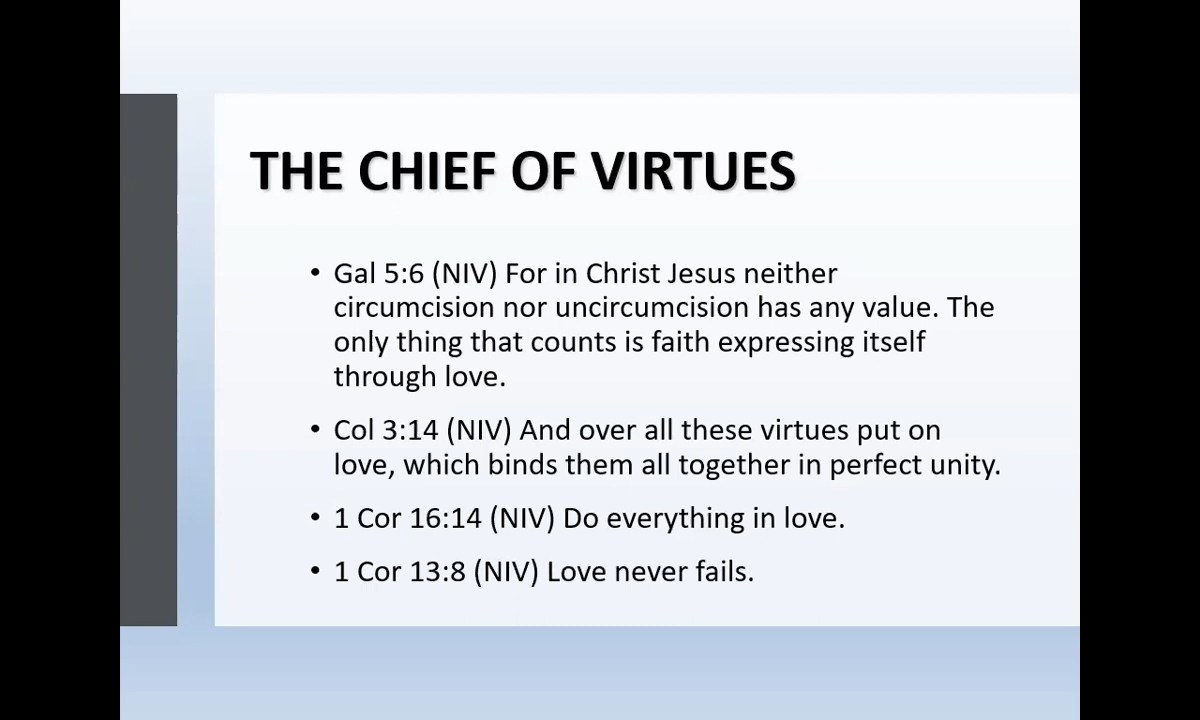 THE CHIEF OF VIRTUES
• Gal 5:6 (NIV) For in Christ Jesus neither
circumcision nor uncircumcision has any value. The
only thing that counts is faith expressing itself
through love.
• Col 3:14 (NIV) And over all these virtues put on
love, which binds them all together in perfect unity.
• 1 Cor 16:14 (NIV) Do everything in love.
• 1 Cor 13:8 (NIV) Love never fails.